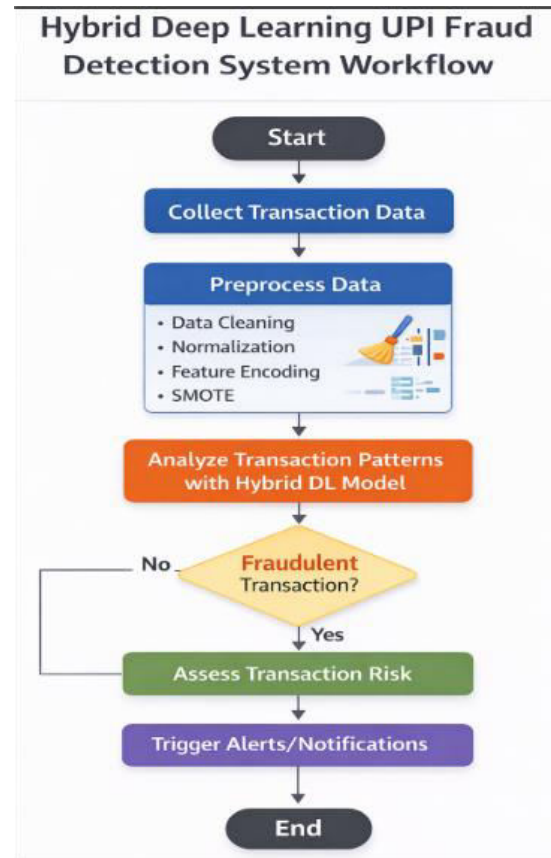 Hybrid Deep Learning UPI Fraud
Detection System Workflow
Start
Collect Transaction Data
Preprocess Data
• Data Cleaning
• Normalization
• Feature Encoding
• SMOTE
Analyze Transaction Patterns
with Hybrid DL Model
No
Fraudulent
Transaction?
Yes
Assess Transaction Risk
Trigger Alerts/Notifications
End